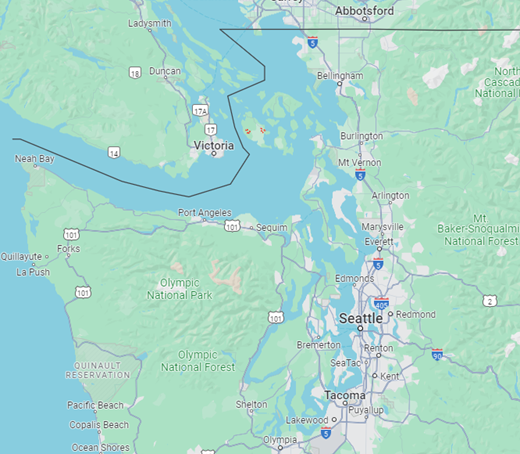 Abbotsford
Ladysmith
5
Bellingham
18
Duncan
North
Cascad
National
17A
17
Burlington
Victoria
14
Neah Bay
Mt Vernon
5
Arlington
Port Angeles
101
Sequim
101
Marysville
Mt
Baker-Snoqualmi
National Forest
Everett
Forks
Quillayute
La Push
5
Edmonds
Olympic
National Park
101
405
2
101
Seattle
Redmond
Bremerton
Renton
90
Olympic
National Forest
SeaTac
QUINAULT
RESERVATION
Kent
Tacoma
Pacific Beach
Shelton
Puyallup
Copalis Beach
Lakewood
5
Olympia
Ocean Shores